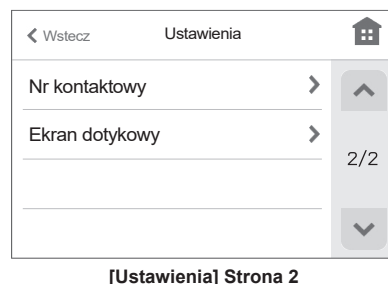 Wstecz Ustawienia
Nr kontaktowy
Ekran dotykowy
2/2
[Ustawienia] Strona 2